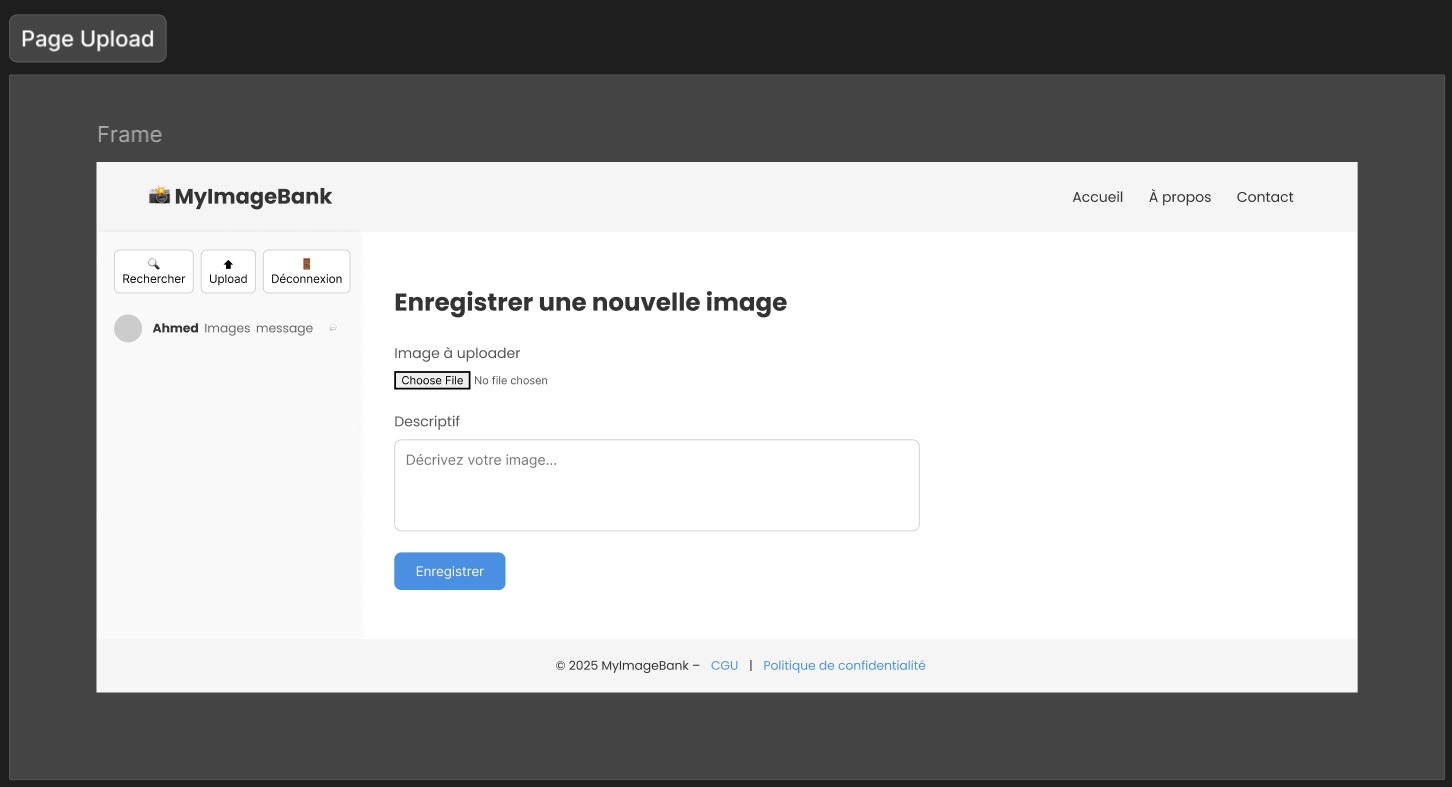 Page Upload
Frame
MyImageBank
Accueil À propos Contact
Rechercher Upload Déconnexion
Ahmed Images message
Enregistrer une nouvelle image
Image à uploader
Choose File No file chosen
Descriptif
Décrivez votre image...
Enregistrer
© 2025 MyImageBank – CGU | Politique de confidentialité